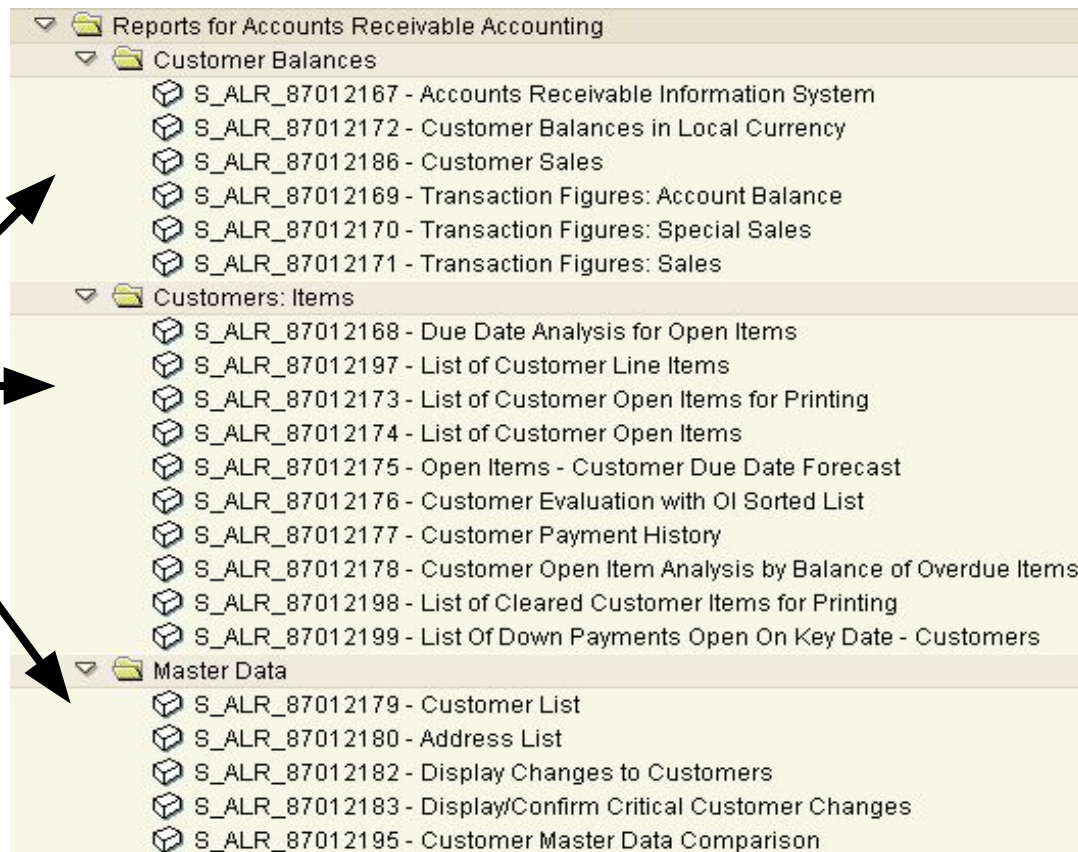 Reports for Accounts Receivable Accounting
Customer Balances
S_ALR_87012167 - Accounts Receivable Information System
S_ALR_87012172 - Customer Balances in Local Currency
S_ALR_87012186 - Customer Sales
S_ALR_87012169 - Transaction Figures: Account Balance
S_ALR_87012170 - Transaction Figures: Special Sales
S_ALR_87012171 - Transaction Figures: Sales
Customers: Items
S_ALR_87012168 - Due Date Analysis for Open Items
S_ALR_87012197 - List of Customer Line Items
S_ALR_87012173 - List of Customer Open Items for Printing
S_ALR_87012174 - List of Customer Open Items
S_ALR_87012175 - Open Items - Customer Due Date Forecast
S_ALR_87012176 - Customer Evaluation with OI Sorted List
S_ALR_87012177 - Customer Payment History
S_ALR_87012178 - Customer Open Item Analysis by Balance of Overdue Items
S_ALR_87012198 - List of Cleared Customer Items for Printing
S_ALR_87012199 - List Of Down Payments Open On Key Date - Customers
Master Data
S_ALR_87012179 - Customer List
S_ALR_87012180 - Address List
S_ALR_87012182 - Display Changes to Customers
S_ALR_87012183 - Display/Confirm Critical Customer Changes
S_ALR_87012195 - Customer Master Data Comparison